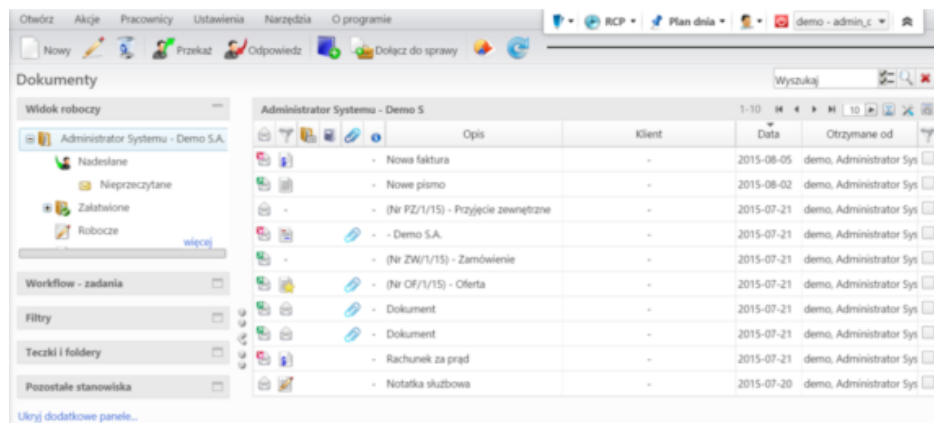 Otwórz Akcje Pracownicy Ustawienia Narzędzia O programie RCP Plan dnia demo - admin_c
Nowy Przekaż Odpowiedz Dołącz do sprawy
Dokumenty Wyszukaj
Widok roboczy
Administrator Systemu - Demo S.A.
Nadesłane
Nieprzeczytane
Załatwione
Robocze
więcej
Workflow - zadania
Filtry
Teczki i foldery
Pozostałe stanowiska
Ukryj dodatkowe panele...
Administrator Systemu - Demo S 1-10 10
Opis Klient Data Otrzymane od
- Nowa faktura - 2015-08-05 demo, Administrator Sys
- Nowe pismo - 2015-08-02 demo, Administrator Sys
- - (Nr PZ/1/15) - Przyjęcie zewnętrzne - 2015-07-21 demo, Administrator Sys
- - Demo S.A. - 2015-07-21 demo, Administrator Sys
- - (Nr ZW/1/15) - Zamówienie - 2015-07-21 demo, Administrator Sys
- (Nr OF/1/15) - Oferta - 2015-07-21 demo, Administrator Sys
- Dokument - 2015-07-21 demo, Administrator Sys
- Dokument - 2015-07-21 demo, Administrator Sys
- Rachunek za prąd - 2015-07-21 demo, Administrator Sys
- Notatka służbowa - 2015-07-20 demo, Administrator Sys